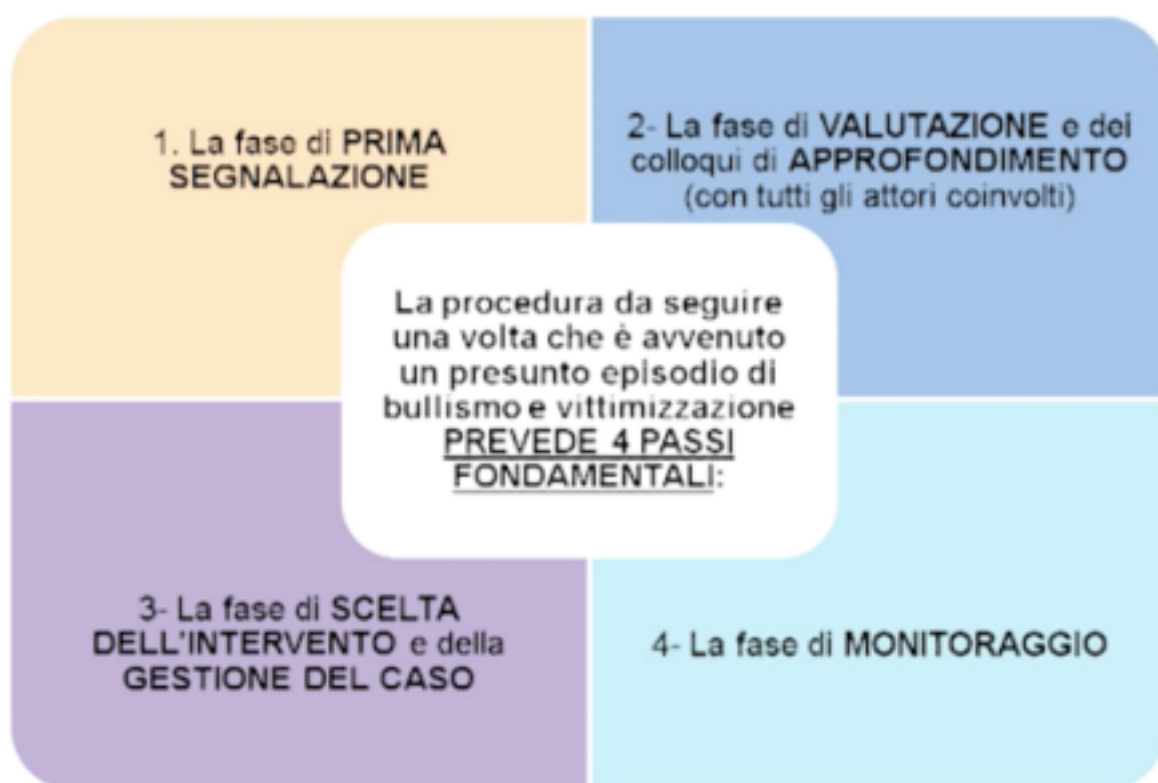 1. La fase di PRIMA
SEGNALAZIONE
2- La fase di VALUTAZIONE e dei
colloqui di APPROFONDIMENTO
(con tutti gli attori coinvolti)
La procedura da seguire
una volta che è avvenuto
un presunto episodio di
bullismo e vittimizzazione
PREVEDE 4 PASSI
FONDAMENTALI:
3- La fase di SCELTA
DELL'INTERVENTO e della
GESTIONE DEL CASO
4- La fase di MONITORAGGIO